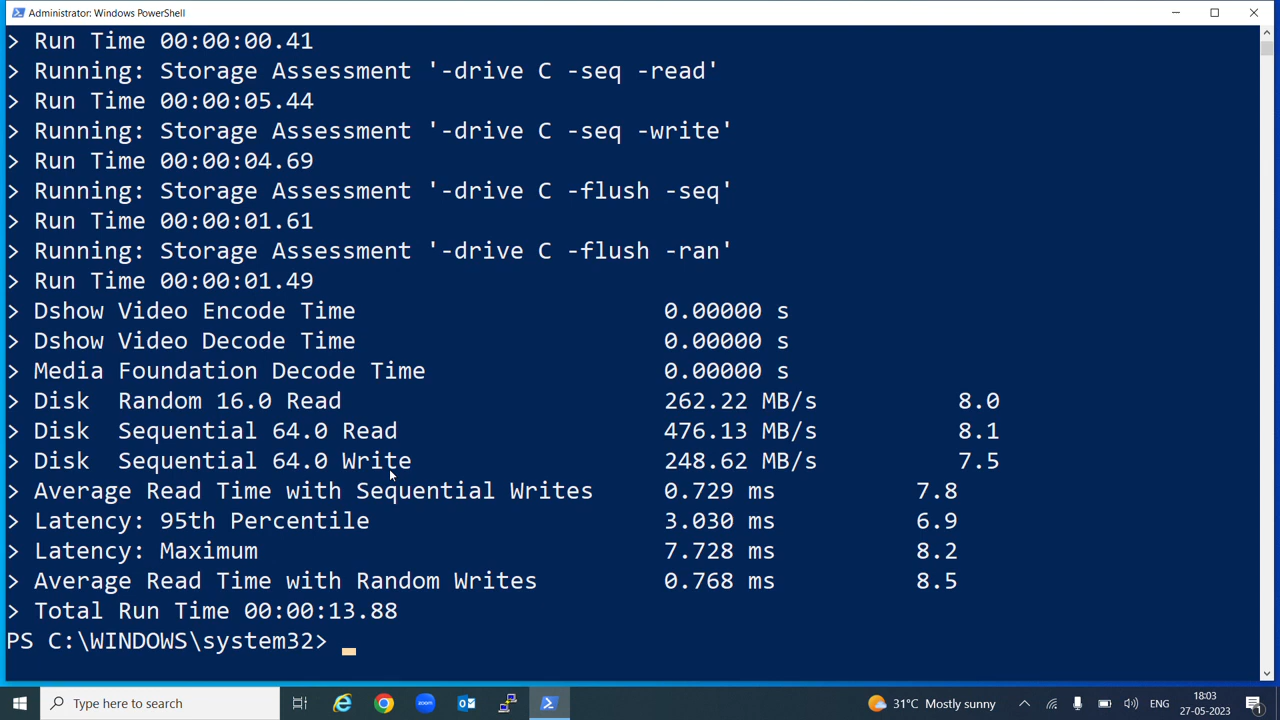 Administrator: Windows PowerShell
> Run Time 00:00:00.41
> Running: Storage Assessment '-drive C -seq -read'
> Run Time 00:00:05.44
> Running: Storage Assessment '-drive C -seq -write'
> Run Time 00:00:04.69
> Running: Storage Assessment '-drive C -flush -seq'
> Run Time 00:00:01.61
> Running: Storage Assessment '-drive C -flush -ran'
> Run Time 00:00:01.49
> Dshow Video Encode Time 0.00000 s
> Dshow Video Decode Time 0.00000 s
> Media Foundation Decode Time 0.00000 s
> Disk  Random 16.0 Read 262.22 MB/s 8.0
> Disk  Sequential 64.0 Read 476.13 MB/s 8.1
> Disk  Sequential 64.0 Write 248.62 MB/s 7.5
> Average Read Time with Sequential Writes 0.729 ms 7.8
> Latency: 95th Percentile 3.030 ms 6.9
> Latency: Maximum 7.728 ms 8.2
> Average Read Time with Random Writes 0.768 ms 8.5
> Total Run Time 00:00:13.88
PS C:\WINDOWS\system32>
Type here to search 31°C Mostly sunny ENG 18:03
27-05-2023 1